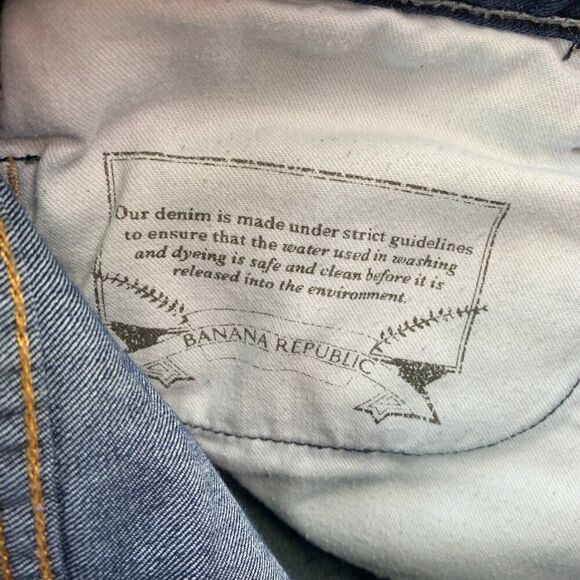 Our denim is made under strict guidelines
to ensure that the water used in washing
and dyeing is safe and clean before it is
released into the environment.
BANANA REPUBLIC